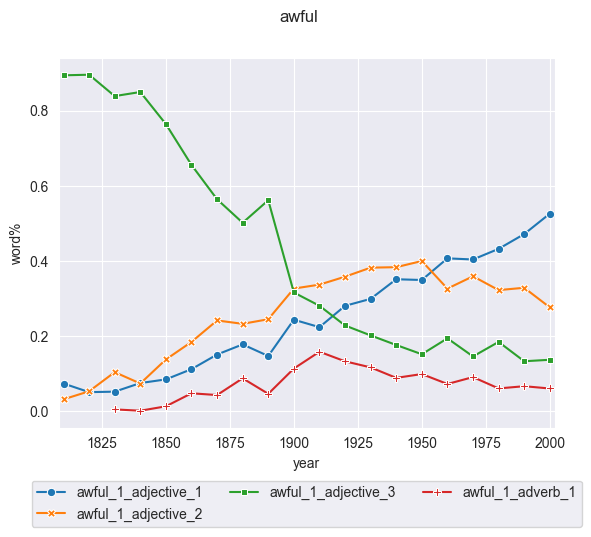 awful
0.8
0.6
0.4
0.2
0.0
word%
1825 1850 1875 1900 1925 1950 1975 2000
year
awful_1_adjective_1 awful_1_adjective_3 awful_1_adverb_1
awful_1_adjective_2